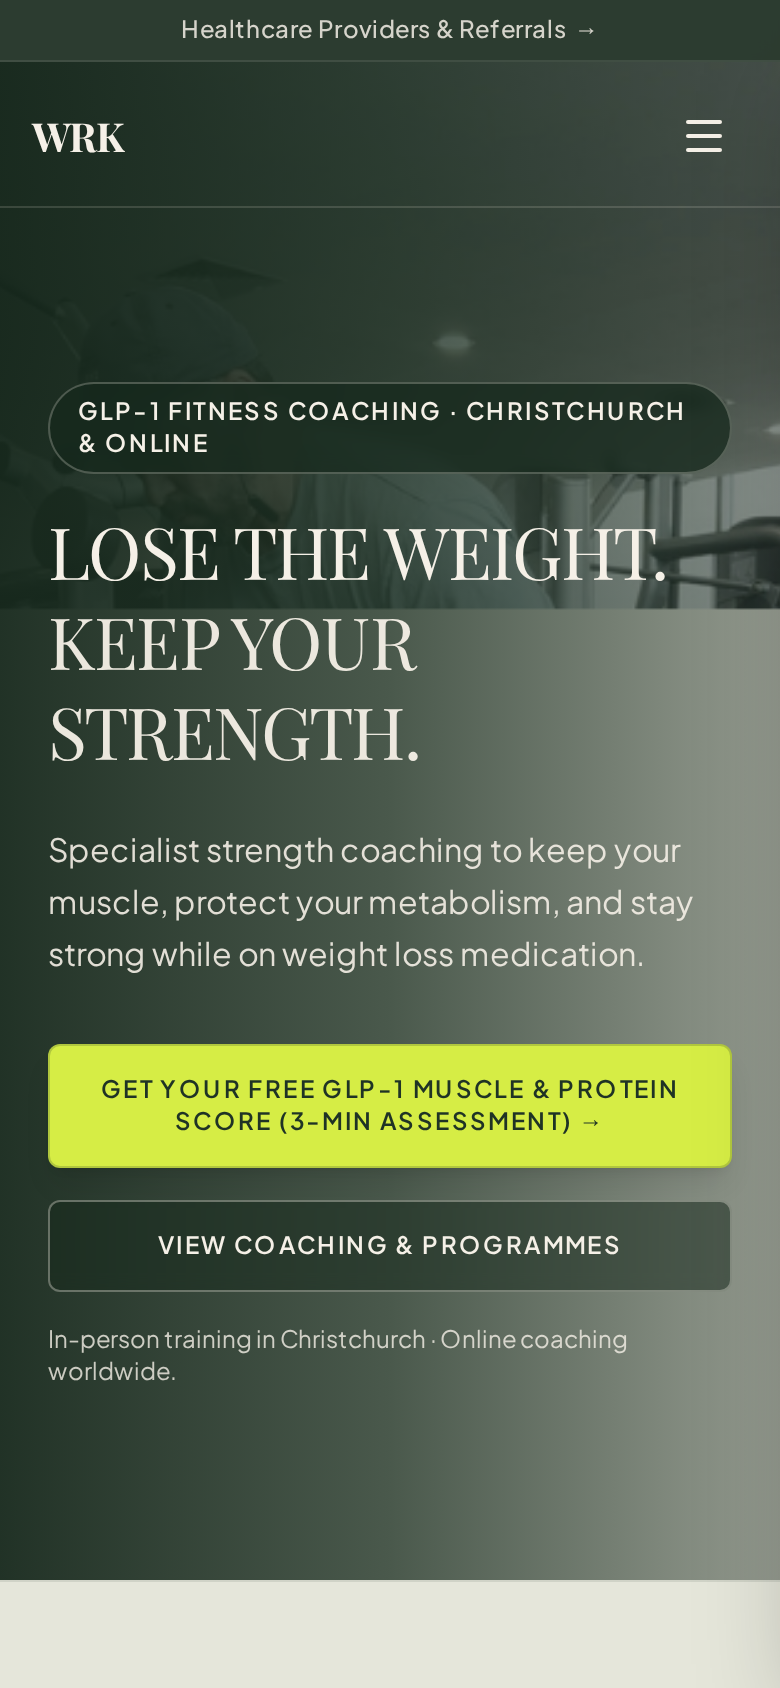 Healthcare Providers & Referrals →
WRK
GLP-1 FITNESS COACHING · CHRISTCHURCH
& ONLINE
LOSE THE WEIGHT.
KEEP YOUR
STRENGTH.
Specialist strength coaching to keep your
muscle, protect your metabolism, and stay
strong while on weight loss medication.
GET YOUR FREE GLP-1 MUSCLE & PROTEIN
SCORE (3-MIN ASSESSMENT) →
VIEW COACHING & PROGRAMMES
In-person training in Christchurch · Online coaching
worldwide.